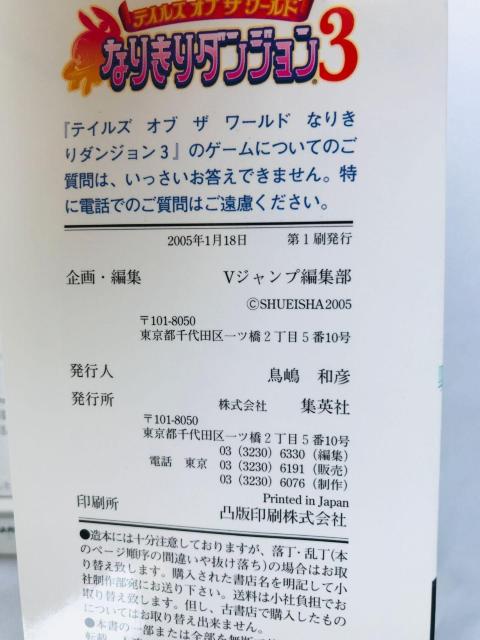 テイルズ オブ ザ ワールド
なりきりダンジョン3
『テイルズ オブ ザ ワールド なりき
りダンジョン3』のゲームについてのご
質問は、いっさいお答えできません。特
に電話でのご質問はご遠慮ください。
2005年1月18日 第1刷発行
企画・編集 Vジャンプ編集部
©SHUEISHA2005
〒101-8050
東京都千代田区一ツ橋2丁目5番10号
発行人 鳥嶋 和彦
発行所 株式会社 集英社
〒101-8050
東京都千代田区一ツ橋2丁目5番10号
03 (3230) 6330 (編集)
電話 東京 03 (3230) 6191 (販売)
03 (3230) 6076 (制作)
Printed in Japan
印刷所 凸版印刷株式会社
●造本には十分注意しておりますが、落丁・乱丁(本
のページ順序の間違いや抜け落ち)の場合はお取
り替え致します。購入された書店名を明記して小
社制作部宛にお送り下さい。送料は小社負担でお
取り替え致します。但し、古書店で購入したもの
についてはお取り替え出来ません。
●本書の一部または全部を無断で